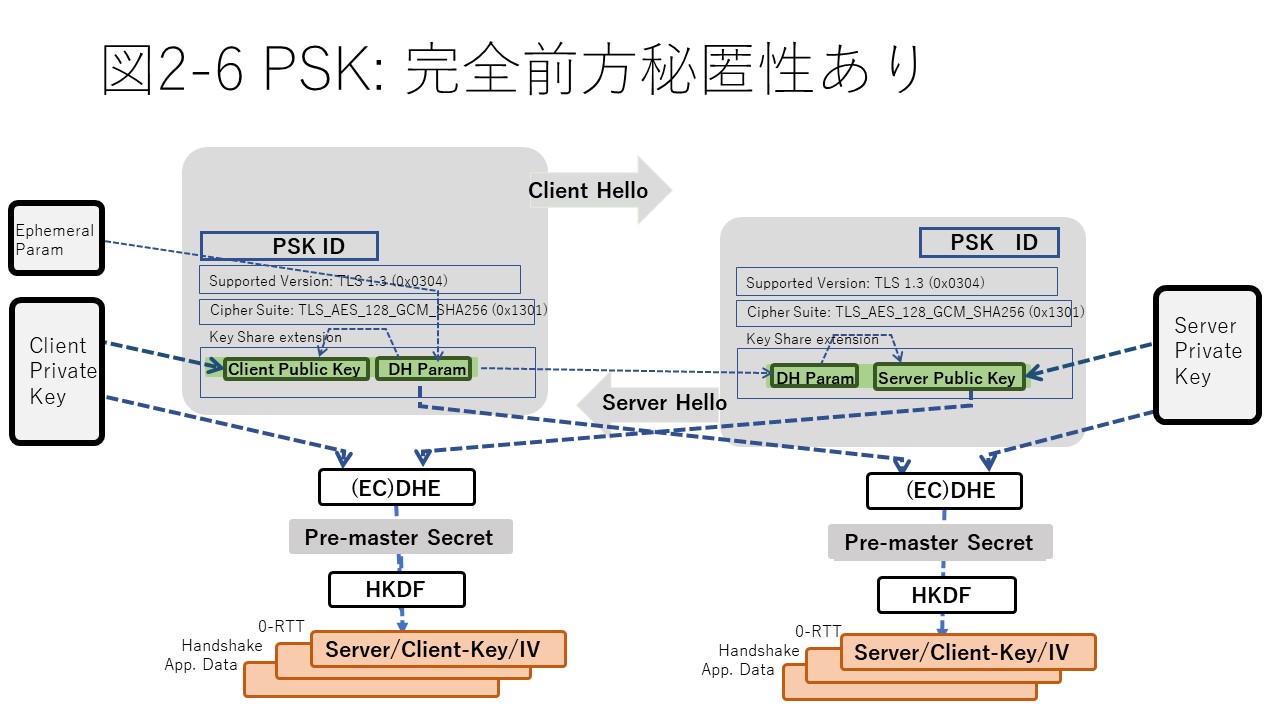 図2-6 PSK: 完全前方秘匿性あり
Client Hello
Ephemeral
Param
PSK ID
Supported Version: TLS 1.3 (0x0304)
Cipher Suite: TLS_AES_128_GCM_SHA256 (0x1301)
Key Share extension
Client Public Key
DH Param
Client
Private
Key
PSK　ID
Supported Version: TLS 1.3 (0x0304)
Cipher Suite: TLS_AES_128_GCM_SHA256 (0x1301)
Key Share extension
DH Param
Server Public Key
Server
Private
Key
Server Hello
(EC)DHE
Pre-master Secret
HKDF
0-RTT
Handshake
App. Data
Server/Client-Key/IV
(EC)DHE
Pre-master Secret
HKDF
0-RTT
Handshake
App. Data
Server/Client-Key/IV